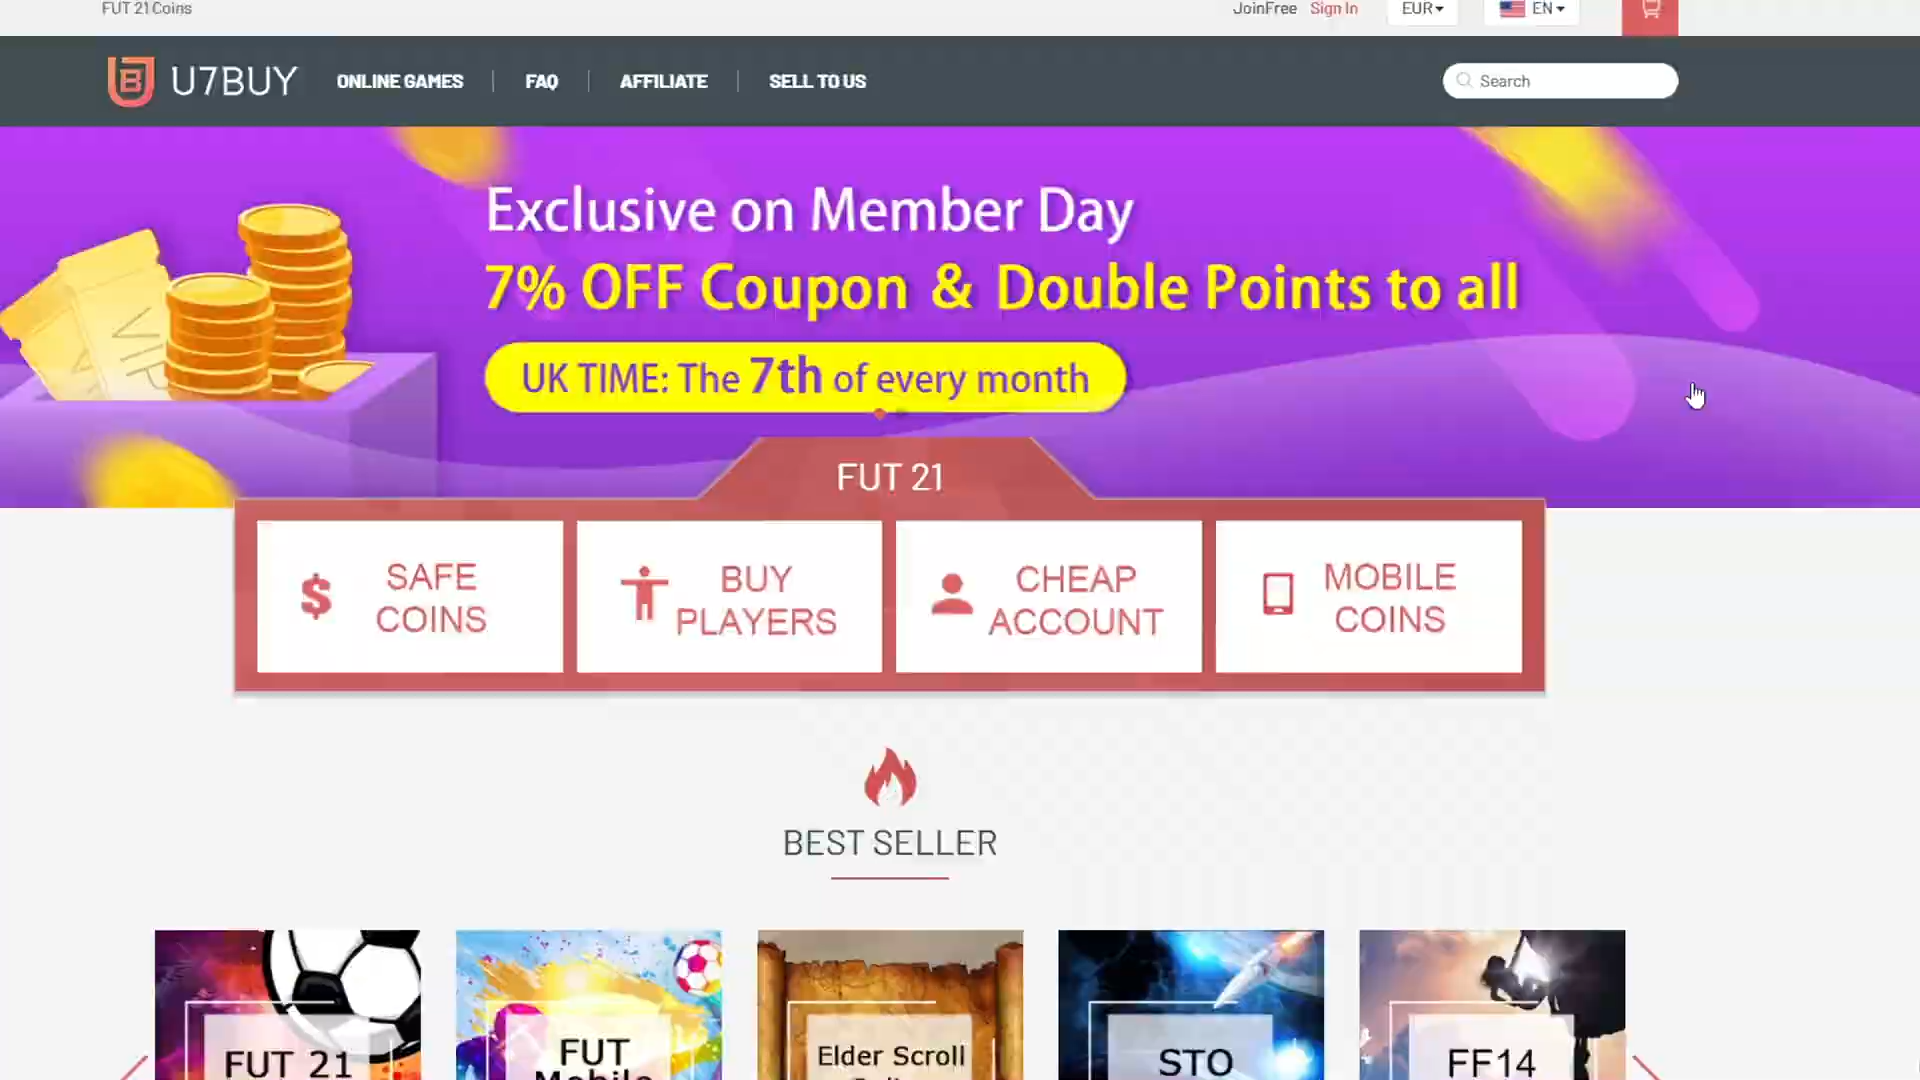 FUT 21 Coins
JoinFree Sign In EUR EN
U7BUY ONLINE GAMES FAQ AFFILIATE SELL TO US Search
Exclusive on Member Day
7% OFF Coupon & Double Points to all
UK TIME: The 7th of every month
VIP
FUT 21
SAFE
COINS
BUY
PLAYERS
CHEAP
ACCOUNT
MOBILE
COINS
BEST SELLER
FUT 21
FUT
Mobile
Elder Scroll
STO
FF14